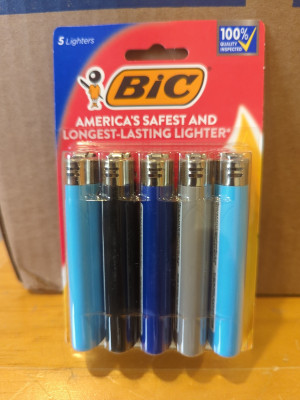 5 Lighters
100%
QUALITY
INSPECTED
BiC
AMERICA'S SAFEST AND
LONGEST-LASTING LIGHTER*